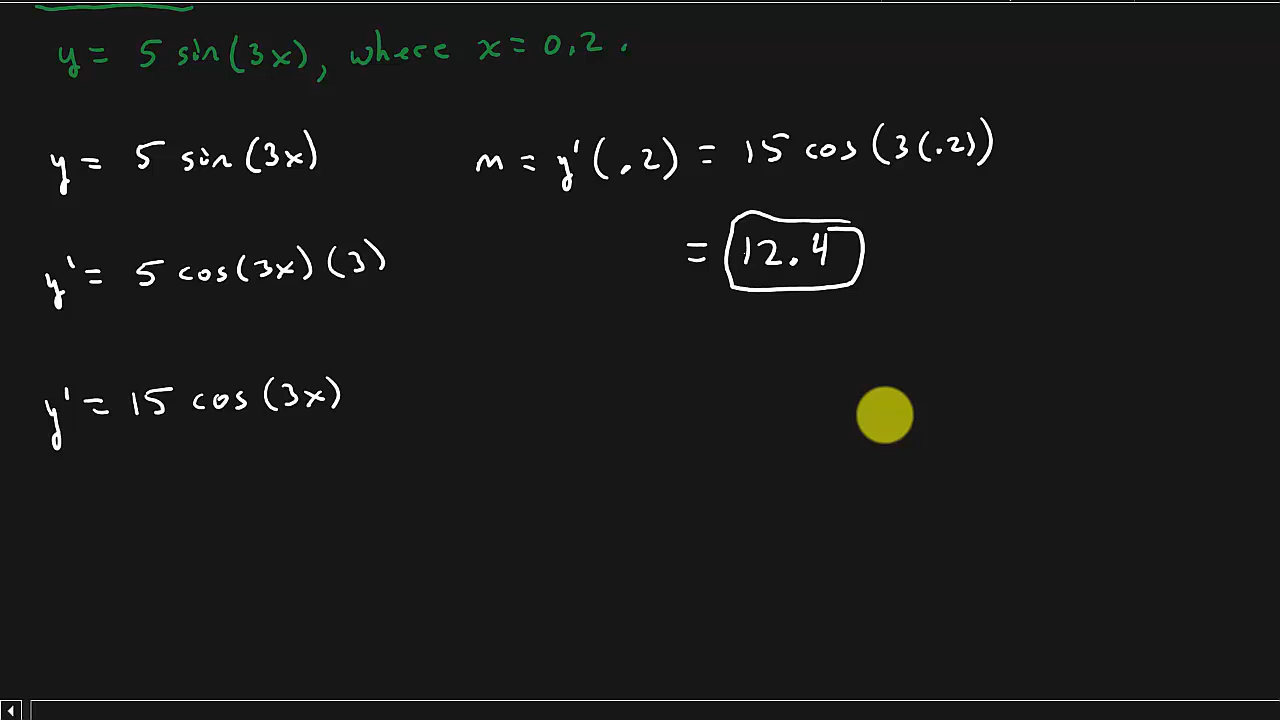 y = 5 sin(3x), where x = 0.2 .
y = 5 sin(3x)
y' = 5 cos(3x)(3)
y' = 15 cos(3x)
m = y'(.2) = 15 cos(3(.2))
= 12.4